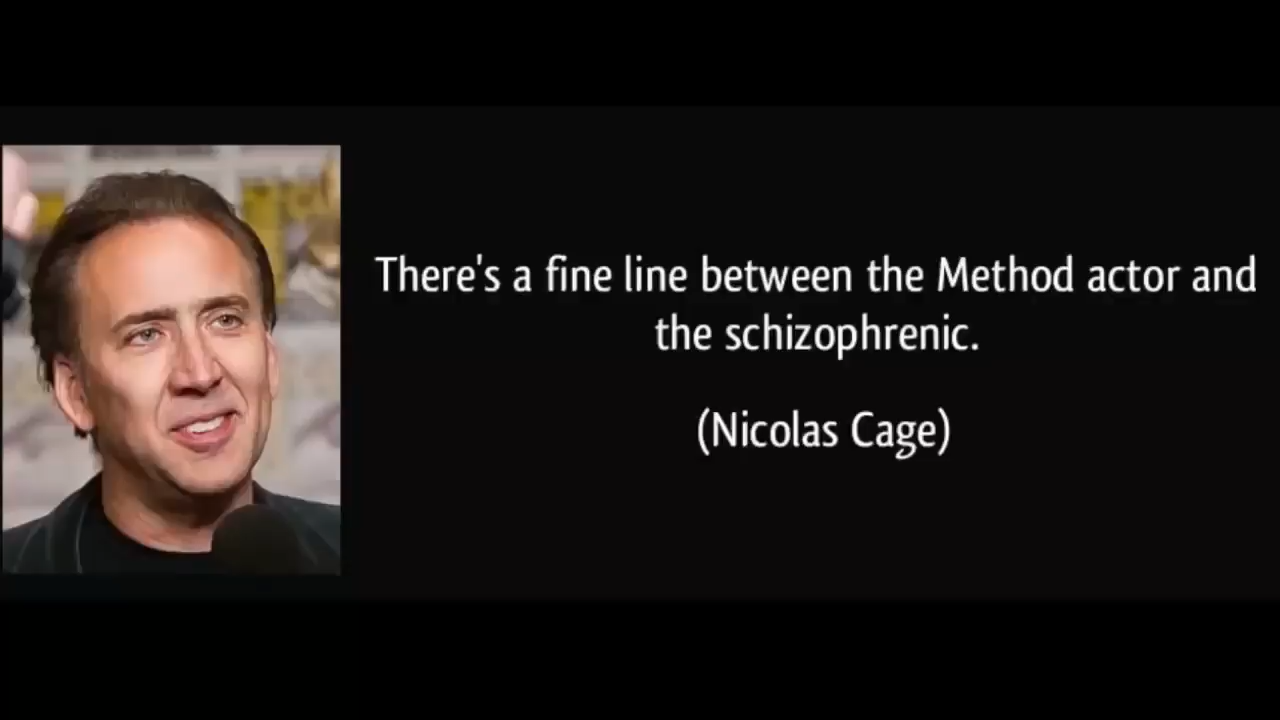 There's a fine line between the Method actor and
the schizophrenic.
(Nicolas Cage)